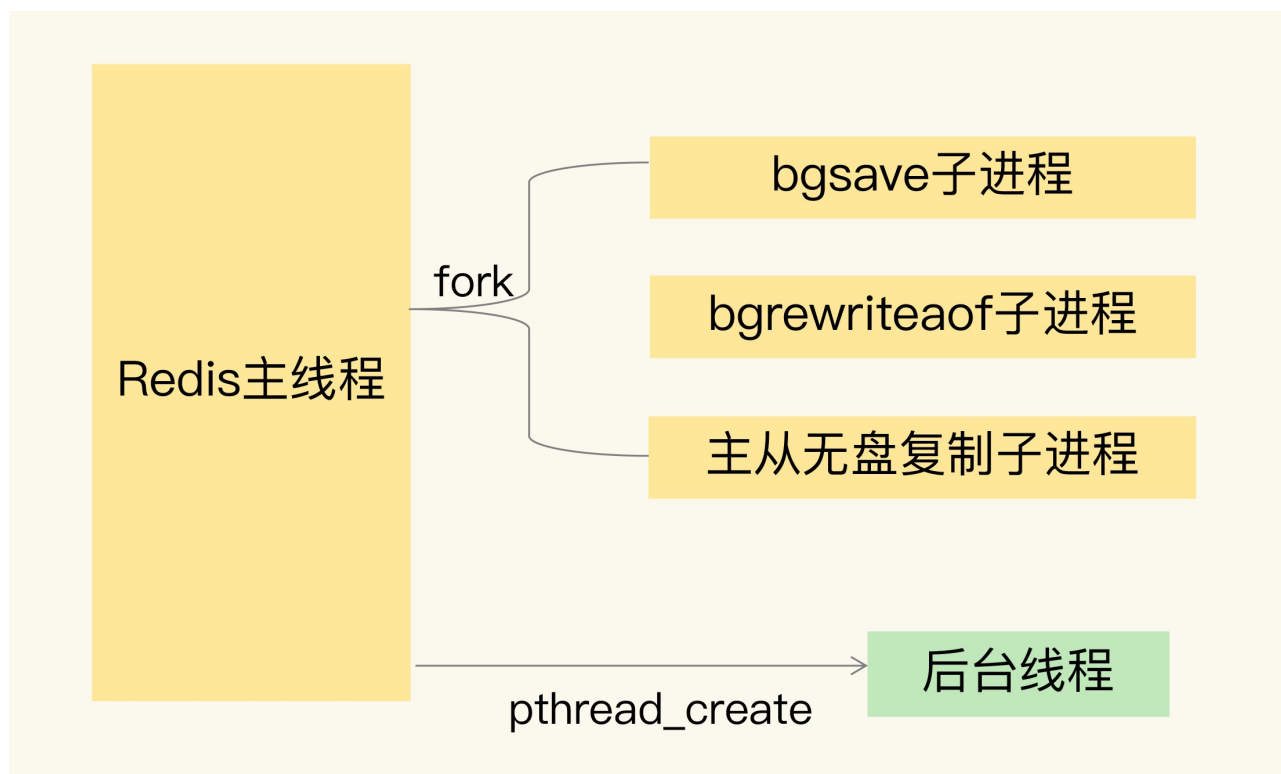 bgsave子进程
fork
bgrewriteaof子进程
Redis主线程
主从无盘复制子进程
后台线程
pthread_create